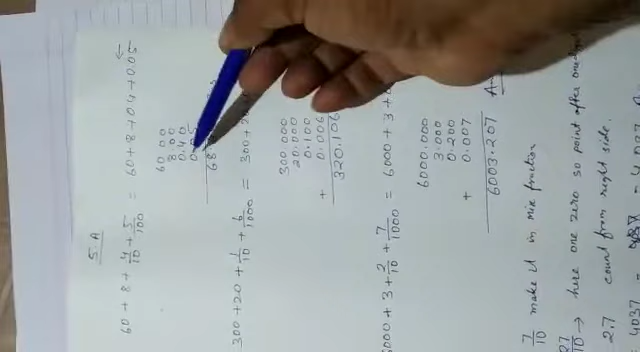 5.A
60 + 8 + 4/10 + 5/100 = 60 + 8 + 0.4 + 0.05
60 00
8 00
0.40
68
300 + 20 + 1/10 + 6/1000 = 300 + 2
300.000
20.000
0.100
+ 0.006
320.106
6000 + 3 + 2/10 + 7/1000 = 6000 + 3 +
6000.000
3.000
0.200
+ 0.007
6003.207
7/10 make it in mix fraction
27/10 → here one zero so point after one
2.7 count from right side.
4037